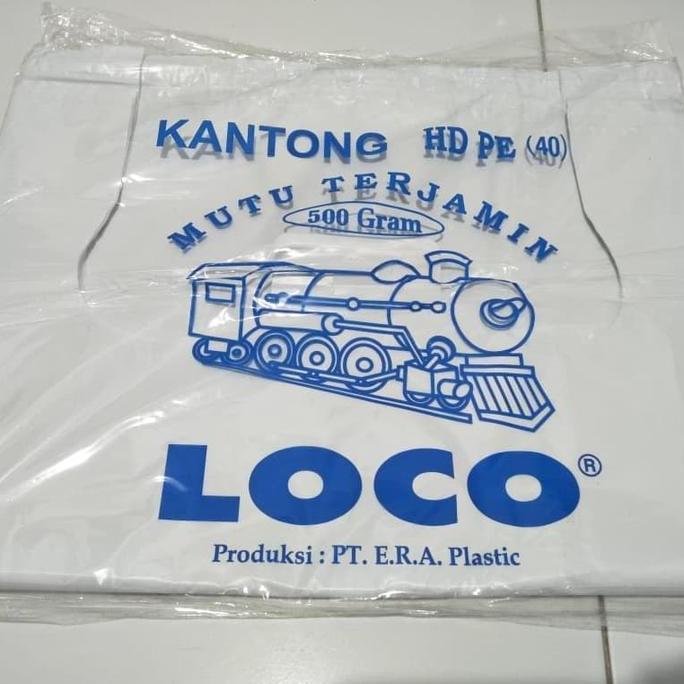 KANTONG HD PE (40)
MUTU TERJAMIN
500 Gram
LOCO®
Produksi : PT. E.R.A. Plastic